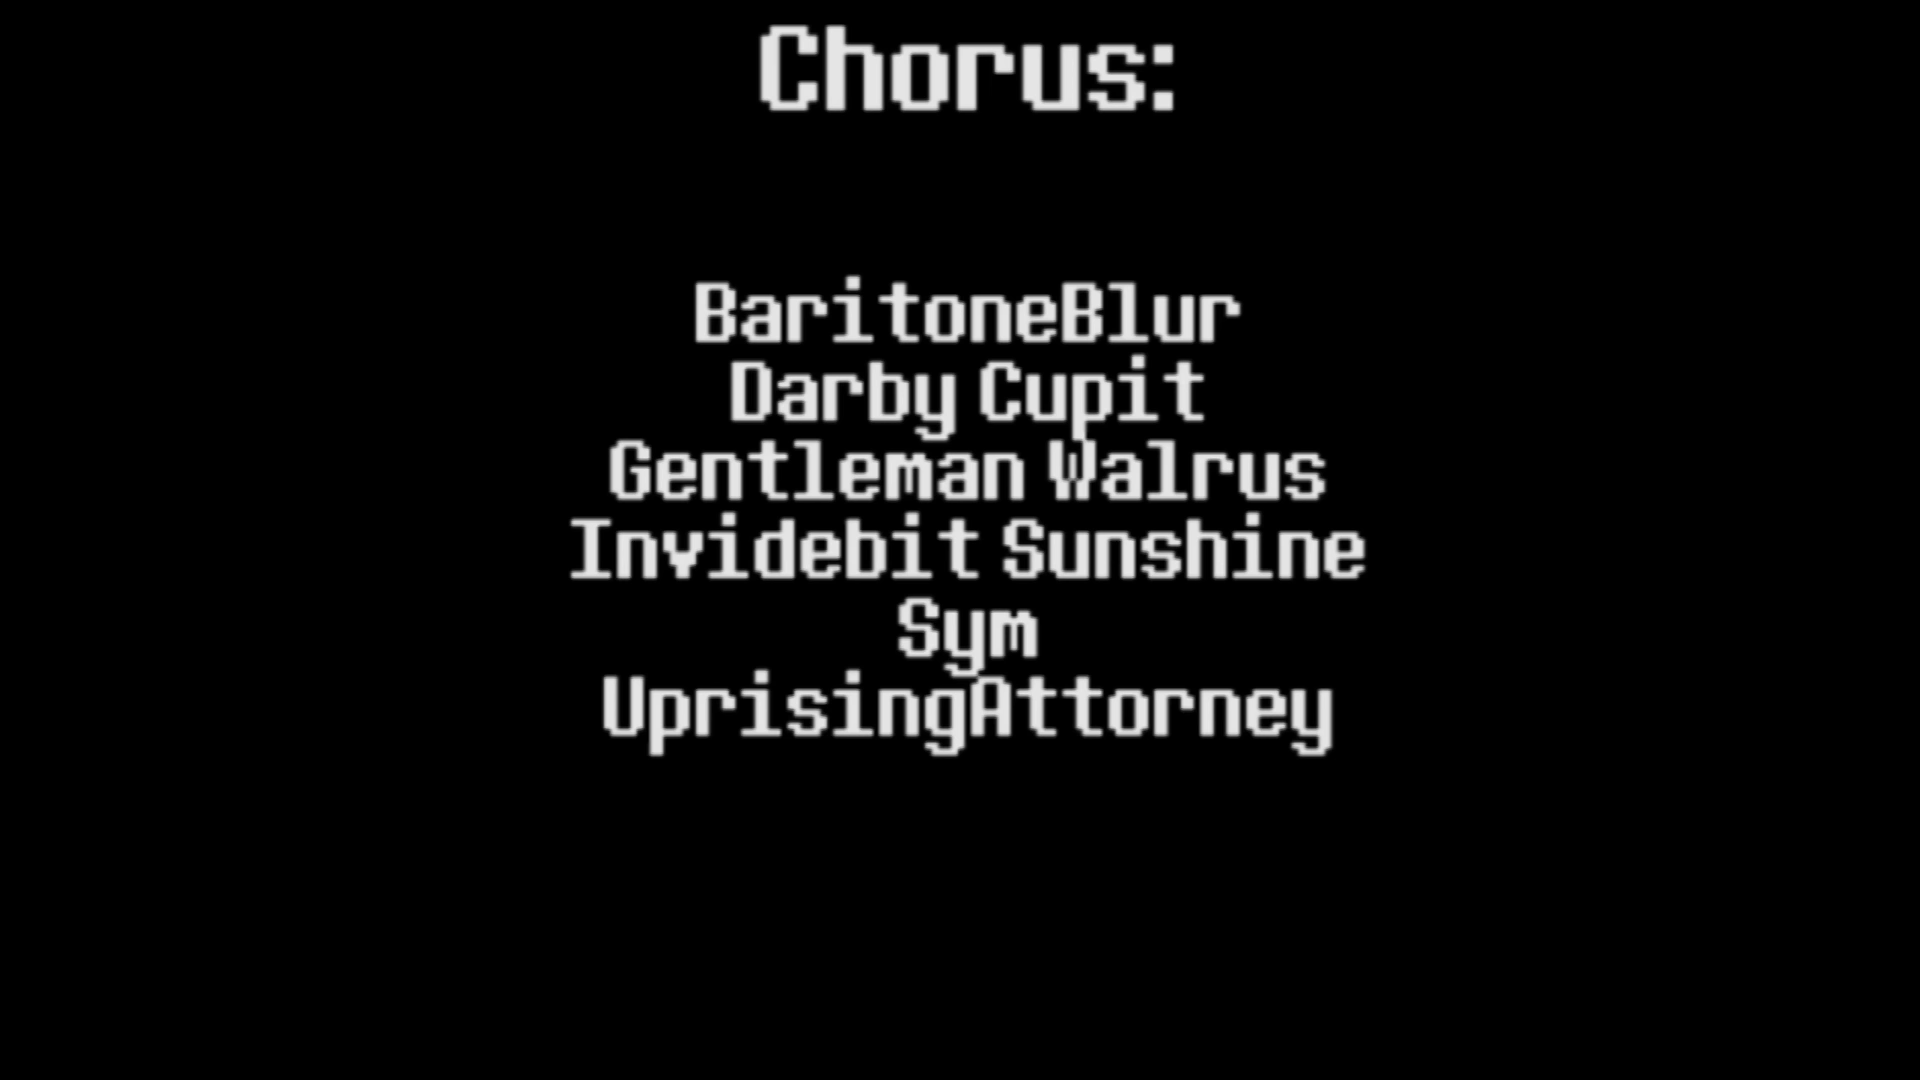 Chorus:
BaritoneBlur
Darby Cupit
Gentleman Walrus
Invidebit Sunshine
Sym
UprisingAttorney